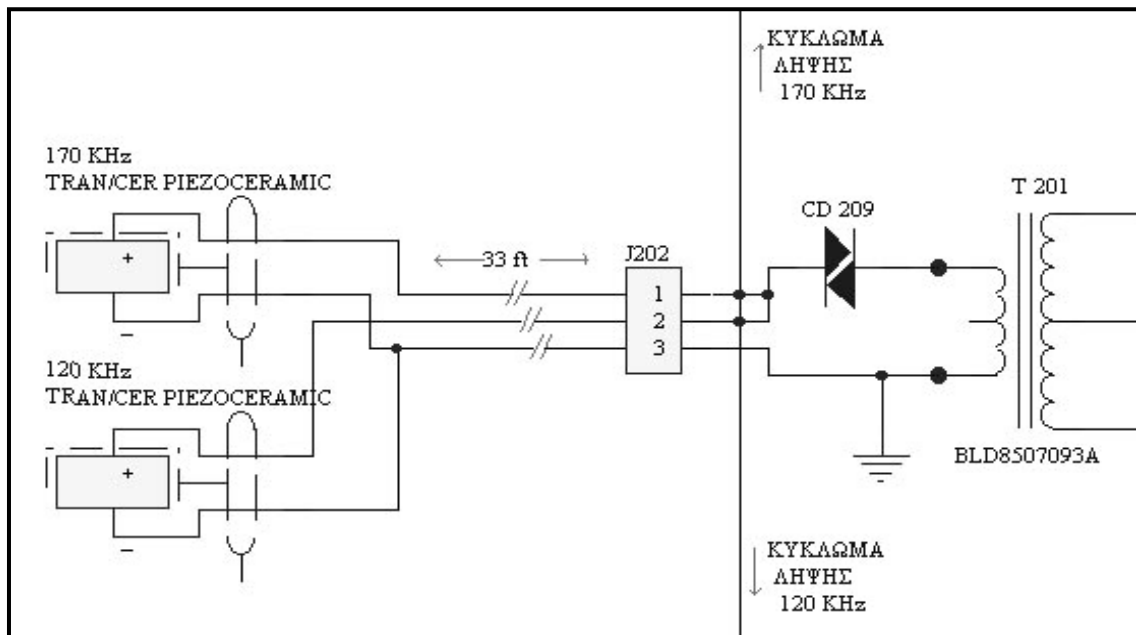 ΚΥΚΛΩΜΑ
ΛΗΨΗΣ
170 KHz
170 KHz
TRAN/CER PIEZOCERAMIC
+
−
33 ft
J202
1
2
3
CD 209
T 201
BLD8507093A
120 KHz
TRAN/CER PIEZOCERAMIC
+
−
ΚΥΚΛΩΜΑ
ΛΗΨΗΣ
120 KHz